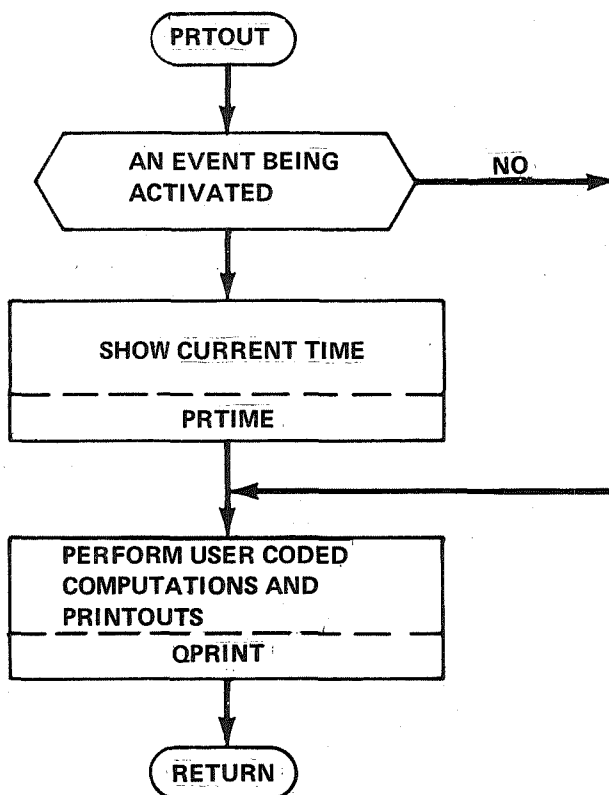 PRTOUT
AN EVENT BEING
ACTIVATED
NO
SHOW CURRENT TIME
PRTIME
PERFORM USER CODED
COMPUTATIONS AND
PRINTOUTS
QPRINT
RETURN